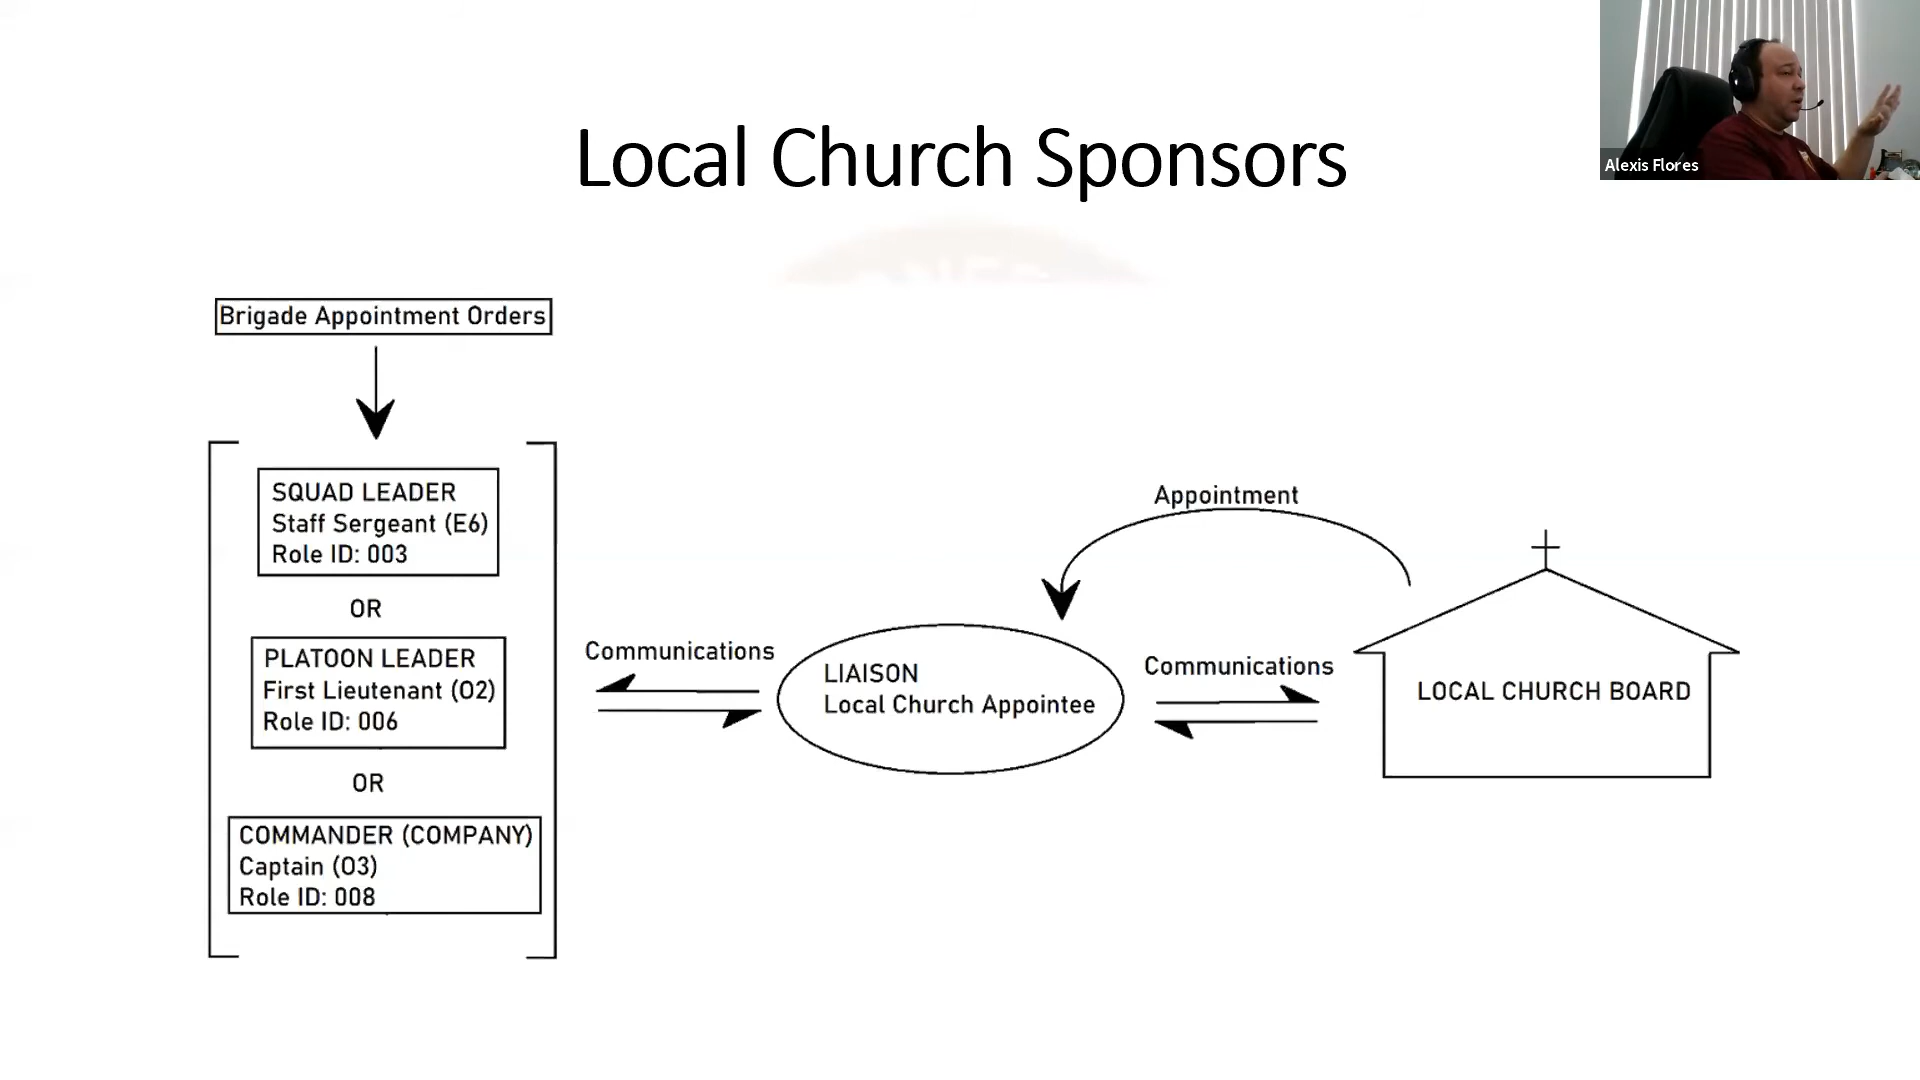 Local Church Sponsors
Alexis Flores
Brigade Appointment Orders
SQUAD LEADER
Staff Sergeant (E6)
Role ID: 003
OR
PLATOON LEADER
First Lieutenant (O2)
Role ID: 006
OR
COMMANDER (COMPANY)
Captain (O3)
Role ID: 008
Communications
LIAISON
Local Church Appointee
Appointment
Communications
LOCAL CHURCH BOARD